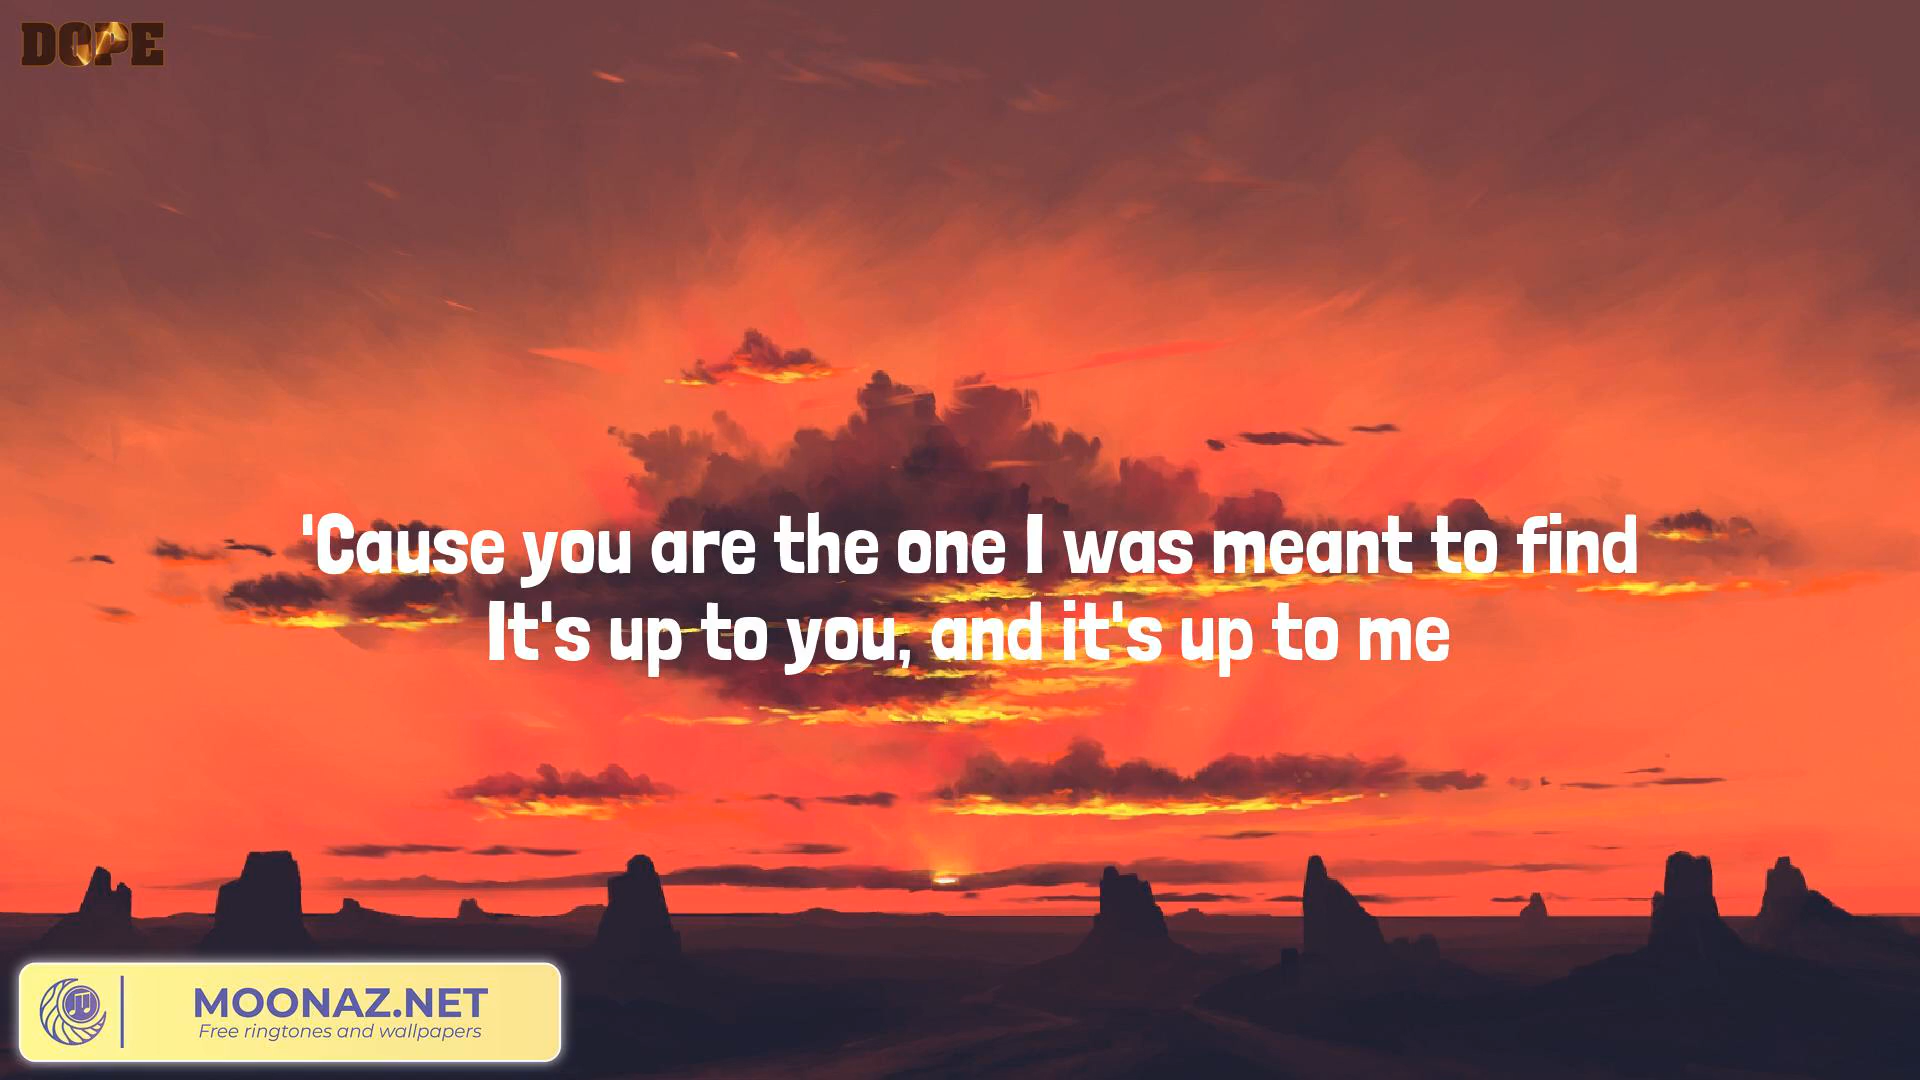 DOPE
'Cause you are the one I was meant to find
It's up to you, and it's up to me
MOONAZ.NET
Free ringtones and wallpapers